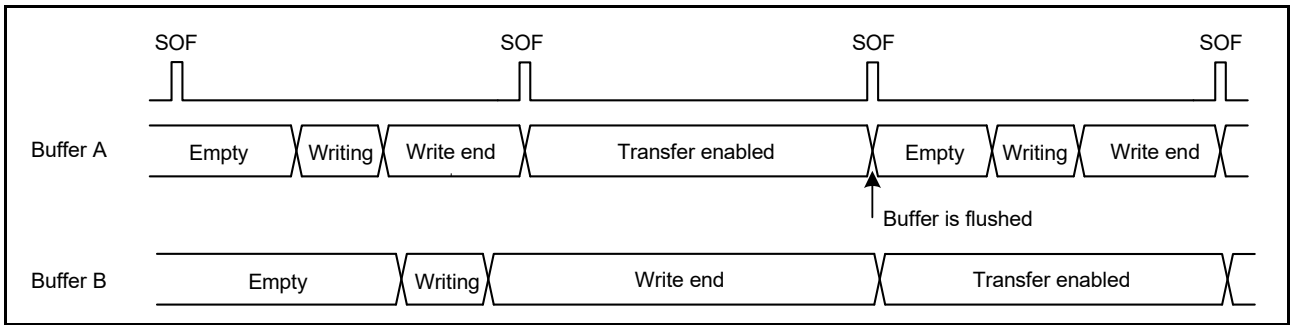 SOF SOF SOF SOF
Buffer A Empty Writing Write end Transfer enabled Empty Writing Write end
Buffer is flushed
Buffer B Empty Writing Write end Transfer enabled